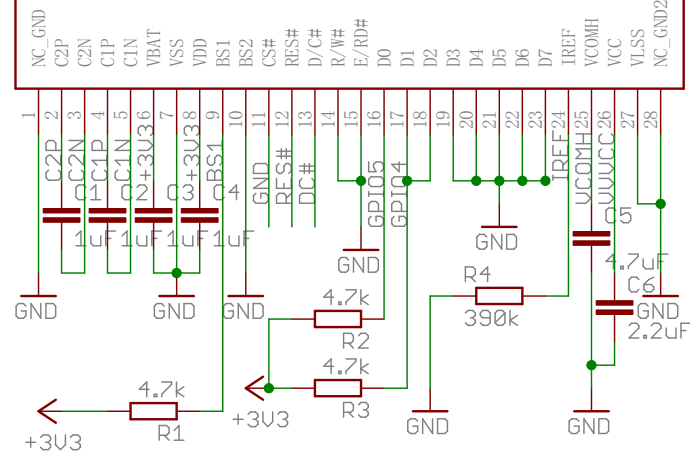 NC_GND C2P C2N C1P C1N VBAT VSS VDD BS1 BS2 CS# RES# D/C# R/W# E/RD# D0 D1 D2 D3 D4 D5 D6 D7 IREF VCOMH VCC VLSS NC_GND2
1 2 3 4 5 6 7 8 9 10 11 12 13 14 15 16 17 18 19 20 21 22 23 24 25 26 27 28
C2P C2N C1P C1N +3V3 +3V3 BS1 GND RES# DC# GPIO5 GPIO4 IREF VCOMH
C1 C2 C3 C4 C5
1uF 1uF 1uF 1uF
GND
GND
4.7uF
R4
C6
GND GND GND GND
4.7k
390k
2.2uF
R2
4.7k
4.7k
+3V3
R3
GND
GND
R1
+3V3